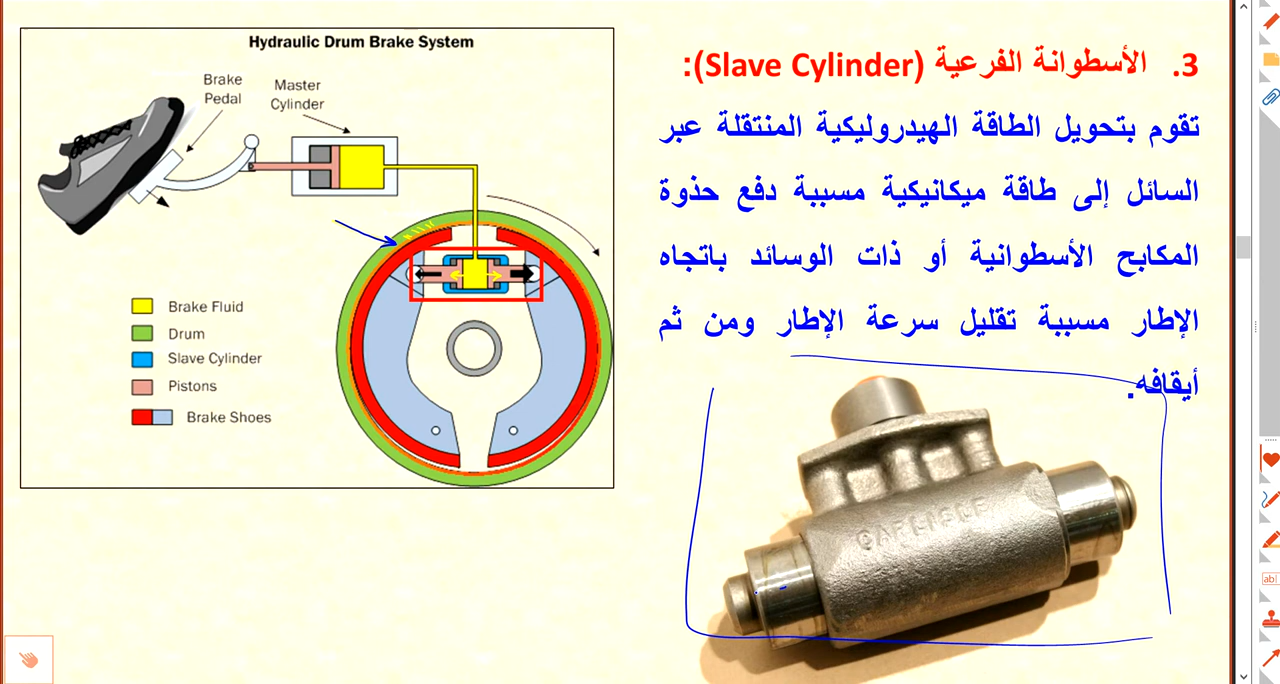 Hydraulic Drum Brake System
Brake
Pedal
Master
Cylinder
Brake Fluid
Drum
Slave Cylinder
Pistons
Brake Shoes
3. الأسطوانة الفرعية (Slave Cylinder):
تقوم بتحويل الطاقة الهيدروليكية المنتقلة عبر
السائل إلى طاقة ميكانيكية مسببة دفع حذوة
المكابح الأسطوانية أو ذات الوسائد باتجاه
الإطار مسببة تقليل سرعة الإطار ومن ثم
أيقافه.
ab